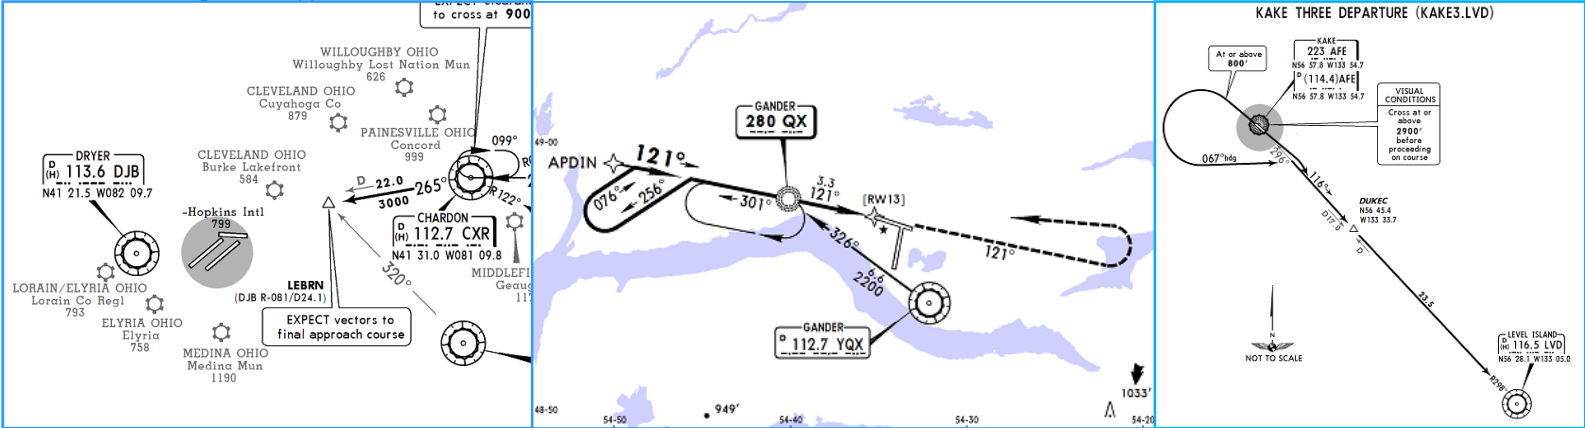 EXPECT clearance
to cross at 900
WILLOUGHBY OHIO
Willoughby Lost Nation Mun
626
CLEVELAND OHIO
Cuyahoga Co
879
PAINESVILLE OHIO
Concord
999
099°
CLEVELAND OHIO
Burke Lakefront
584
DRYER
D
(H) 113.6 DJB
N41 21.5 W082 09.7
D 22.0
265°
3000
R122°
-Hopkins Intl
799
CHARDON
D
(H) 112.7 CXR
N41 31.0 W081 09.8
320°
LEBRN
(DJB R-081/D24.1)
EXPECT vectors to
final approach course
MIDDLEFI
Geaug
117
LORAIN/ELYRIA OHIO
Lorain Co Regl
793
ELYRIA OHIO
Elyria
758
MEDINA OHIO
Medina Mun
1190
49-00
APDIN
121°
076°
256°
GANDER
280 QX
301°
3.3
121°
[RW13]
326°
6.6
2200
121°
GANDER
D 112.7 YQX
1033'
949'
48-50
54-50
54-40
54-30
54-20
KAKE THREE DEPARTURE (KAKE3.LVD)
At or above
800'
KAKE
223 AFE
N56 57.8 W133 54.7
D (114.4)AFE
N56 57.8 W133 54.7
VISUAL
CONDITIONS
Cross at or
above
2900'
before
proceeding
on course
067°hdg
296°
116°
DUKEC
N56 45.4
W133 33.7
D17.0
D
23.5
N
NOT TO SCALE
LEVEL ISLAND
D
(H) 116.5 LVD
N56 28.1 W133 05.0
R298°